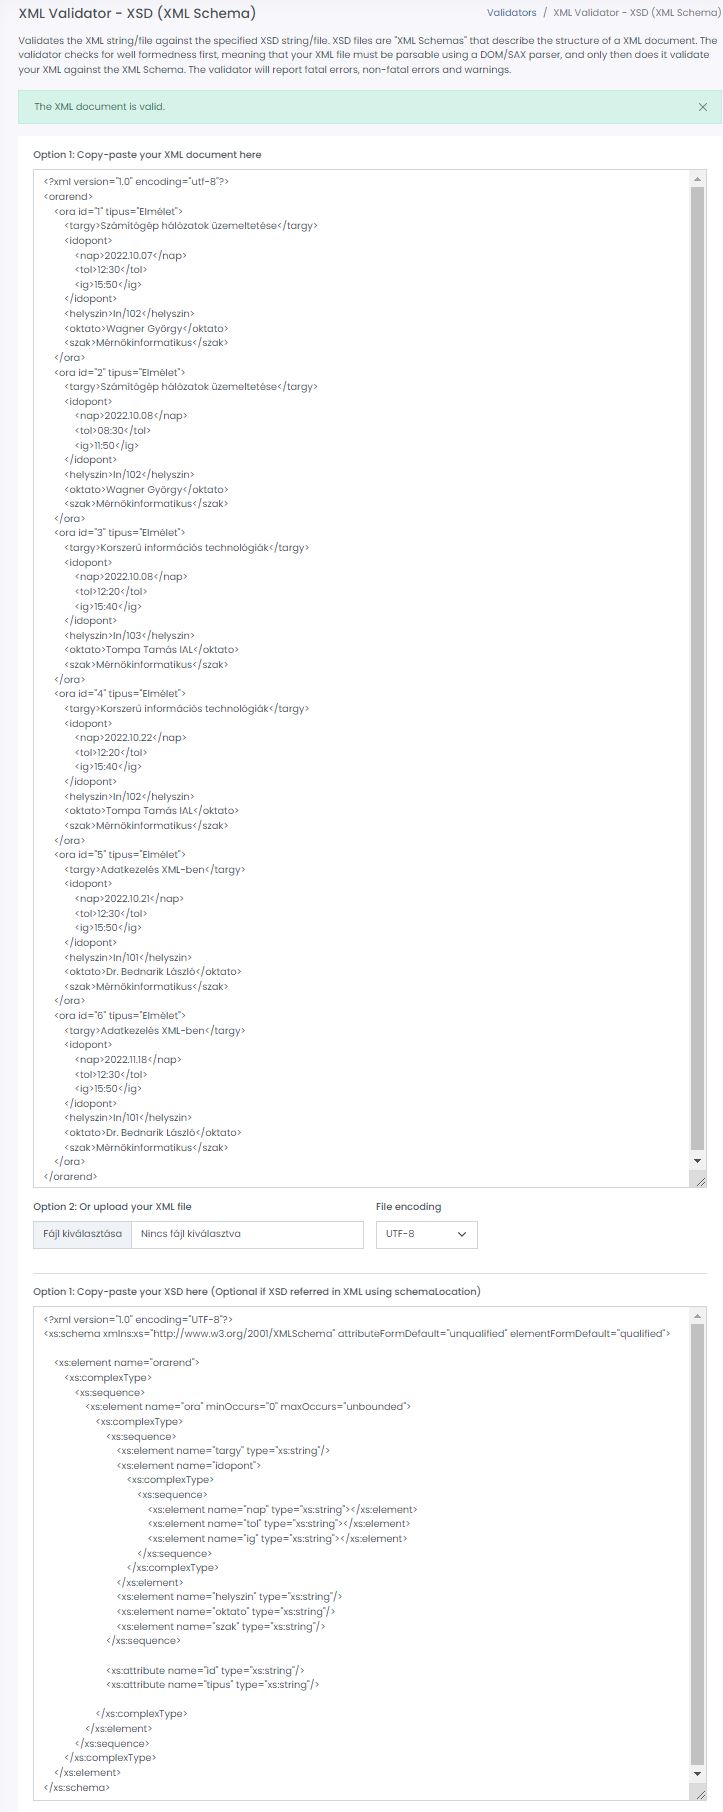 XML Validator - XSD (XML Schema)
Validators / XML Validator - XSD (XML Schema)
Validates the XML string/file against the specified XSD string/file. XSD files are "XML Schemas" that describe the structure of a XML document. The
validator checks for well formedness first, meaning that your XML file must be parsable using a DOM/SAX parser, and only then does it validate
your XML against the XML Schema. The validator will report fatal errors, non-fatal errors and warnings.
The XML document is valid.
Option 1: Copy-paste your XML document here
<?xml version="1.0" encoding="utf-8"?>
<orarend>
<ora id="1" tipus="Elmélet">
<targy>Számítógép hálózatok üzemeltetése</targy>
<idopont>
<nap>2022.10.07</nap>
<tol>12:30</tol>
<ig>15:50</ig>
</idopont>
<helyszin>In/102</helyszin>
<oktato>Wagner György</oktato>
<szak>Mérnökinformatikus</szak>
</ora>
<ora id="2" tipus="Elmélet">
<targy>Számítógép hálózatok üzemeltetése</targy>
<idopont>
<nap>2022.10.08</nap>
<tol>08:30</tol>
<ig>11:50</ig>
</idopont>
<helyszin>In/102</helyszin>
<oktato>Wagner György</oktato>
<szak>Mérnökinformatikus</szak>
</ora>
<ora id="3" tipus="Elmélet">
<targy>Korszerű információs technológiák</targy>
<idopont>
<nap>2022.10.08</nap>
<tol>12:20</tol>
<ig>15:40</ig>
</idopont>
<helyszin>In/103</helyszin>
<oktato>Tompa Tamás IAL</oktato>
<szak>Mérnökinformatikus</szak>
</ora>
<ora id="4" tipus="Elmélet">
<targy>Korszerű információs technológiák</targy>
<idopont>
<nap>2022.10.22</nap>
<tol>12:20</tol>
<ig>15:40</ig>
</idopont>
<helyszin>In/102</helyszin>
<oktato>Tompa Tamás IAL</oktato>
<szak>Mérnökinformatikus</szak>
</ora>
<ora id="5" tipus="Elmélet">
<targy>Adatkezelés XML-ben</targy>
<idopont>
<nap>2022.10.21</nap>
<tol>12:30</tol>
<ig>15:50</ig>
</idopont>
<helyszin>In/101</helyszin>
<oktato>Dr. Bednarik László</oktato>
<szak>Mérnökinformatikus</szak>
</ora>
<ora id="6" tipus="Elmélet">
<targy>Adatkezelés XML-ben</targy>
<idopont>
<nap>2022.11.18</nap>
<tol>12:30</tol>
<ig>15:50</ig>
</idopont>
<helyszin>In/101</helyszin>
<oktato>Dr. Bednarik László</oktato>
<szak>Mérnökinformatikus</szak>
</ora>
</orarend>
Option 2: Or upload your XML file
File encoding
Fájl kiválasztása
Nincs fájl kiválasztva
UTF-8
Option 1: Copy-paste your XSD here (Optional if XSD referred in XML using schemaLocation)
<?xml version="1.0" encoding="UTF-8"?>
<xs:schema xmlns:xs="http://www.w3.org/2001/XMLSchema" attributeFormDefault="unqualified" elementFormDefault="qualified">
<xs:element name="orarend">
<xs:complexType>
<xs:sequence>
<xs:element name="ora" minOccurs="0" maxOccurs="unbounded">
<xs:complexType>
<xs:sequence>
<xs:element name="targy" type="xs:string"/>
<xs:element name="idopont">
<xs:complexType>
<xs:sequence>
<xs:element name="nap" type="xs:string"></xs:element>
<xs:element name="tol" type="xs:string"></xs:element>
<xs:element name="ig" type="xs:string"></xs:element>
</xs:sequence>
</xs:complexType>
</xs:element>
<xs:element name="helyszin" type="xs:string"/>
<xs:element name="oktato" type="xs:string"/>
<xs:element name="szak" type="xs:string"/>
</xs:sequence>
<xs:attribute name="id" type="xs:string"/>
<xs:attribute name="tipus" type="xs:string"/>
</xs:complexType>
</xs:element>
</xs:sequence>
</xs:complexType>
</xs:element>
</xs:schema>